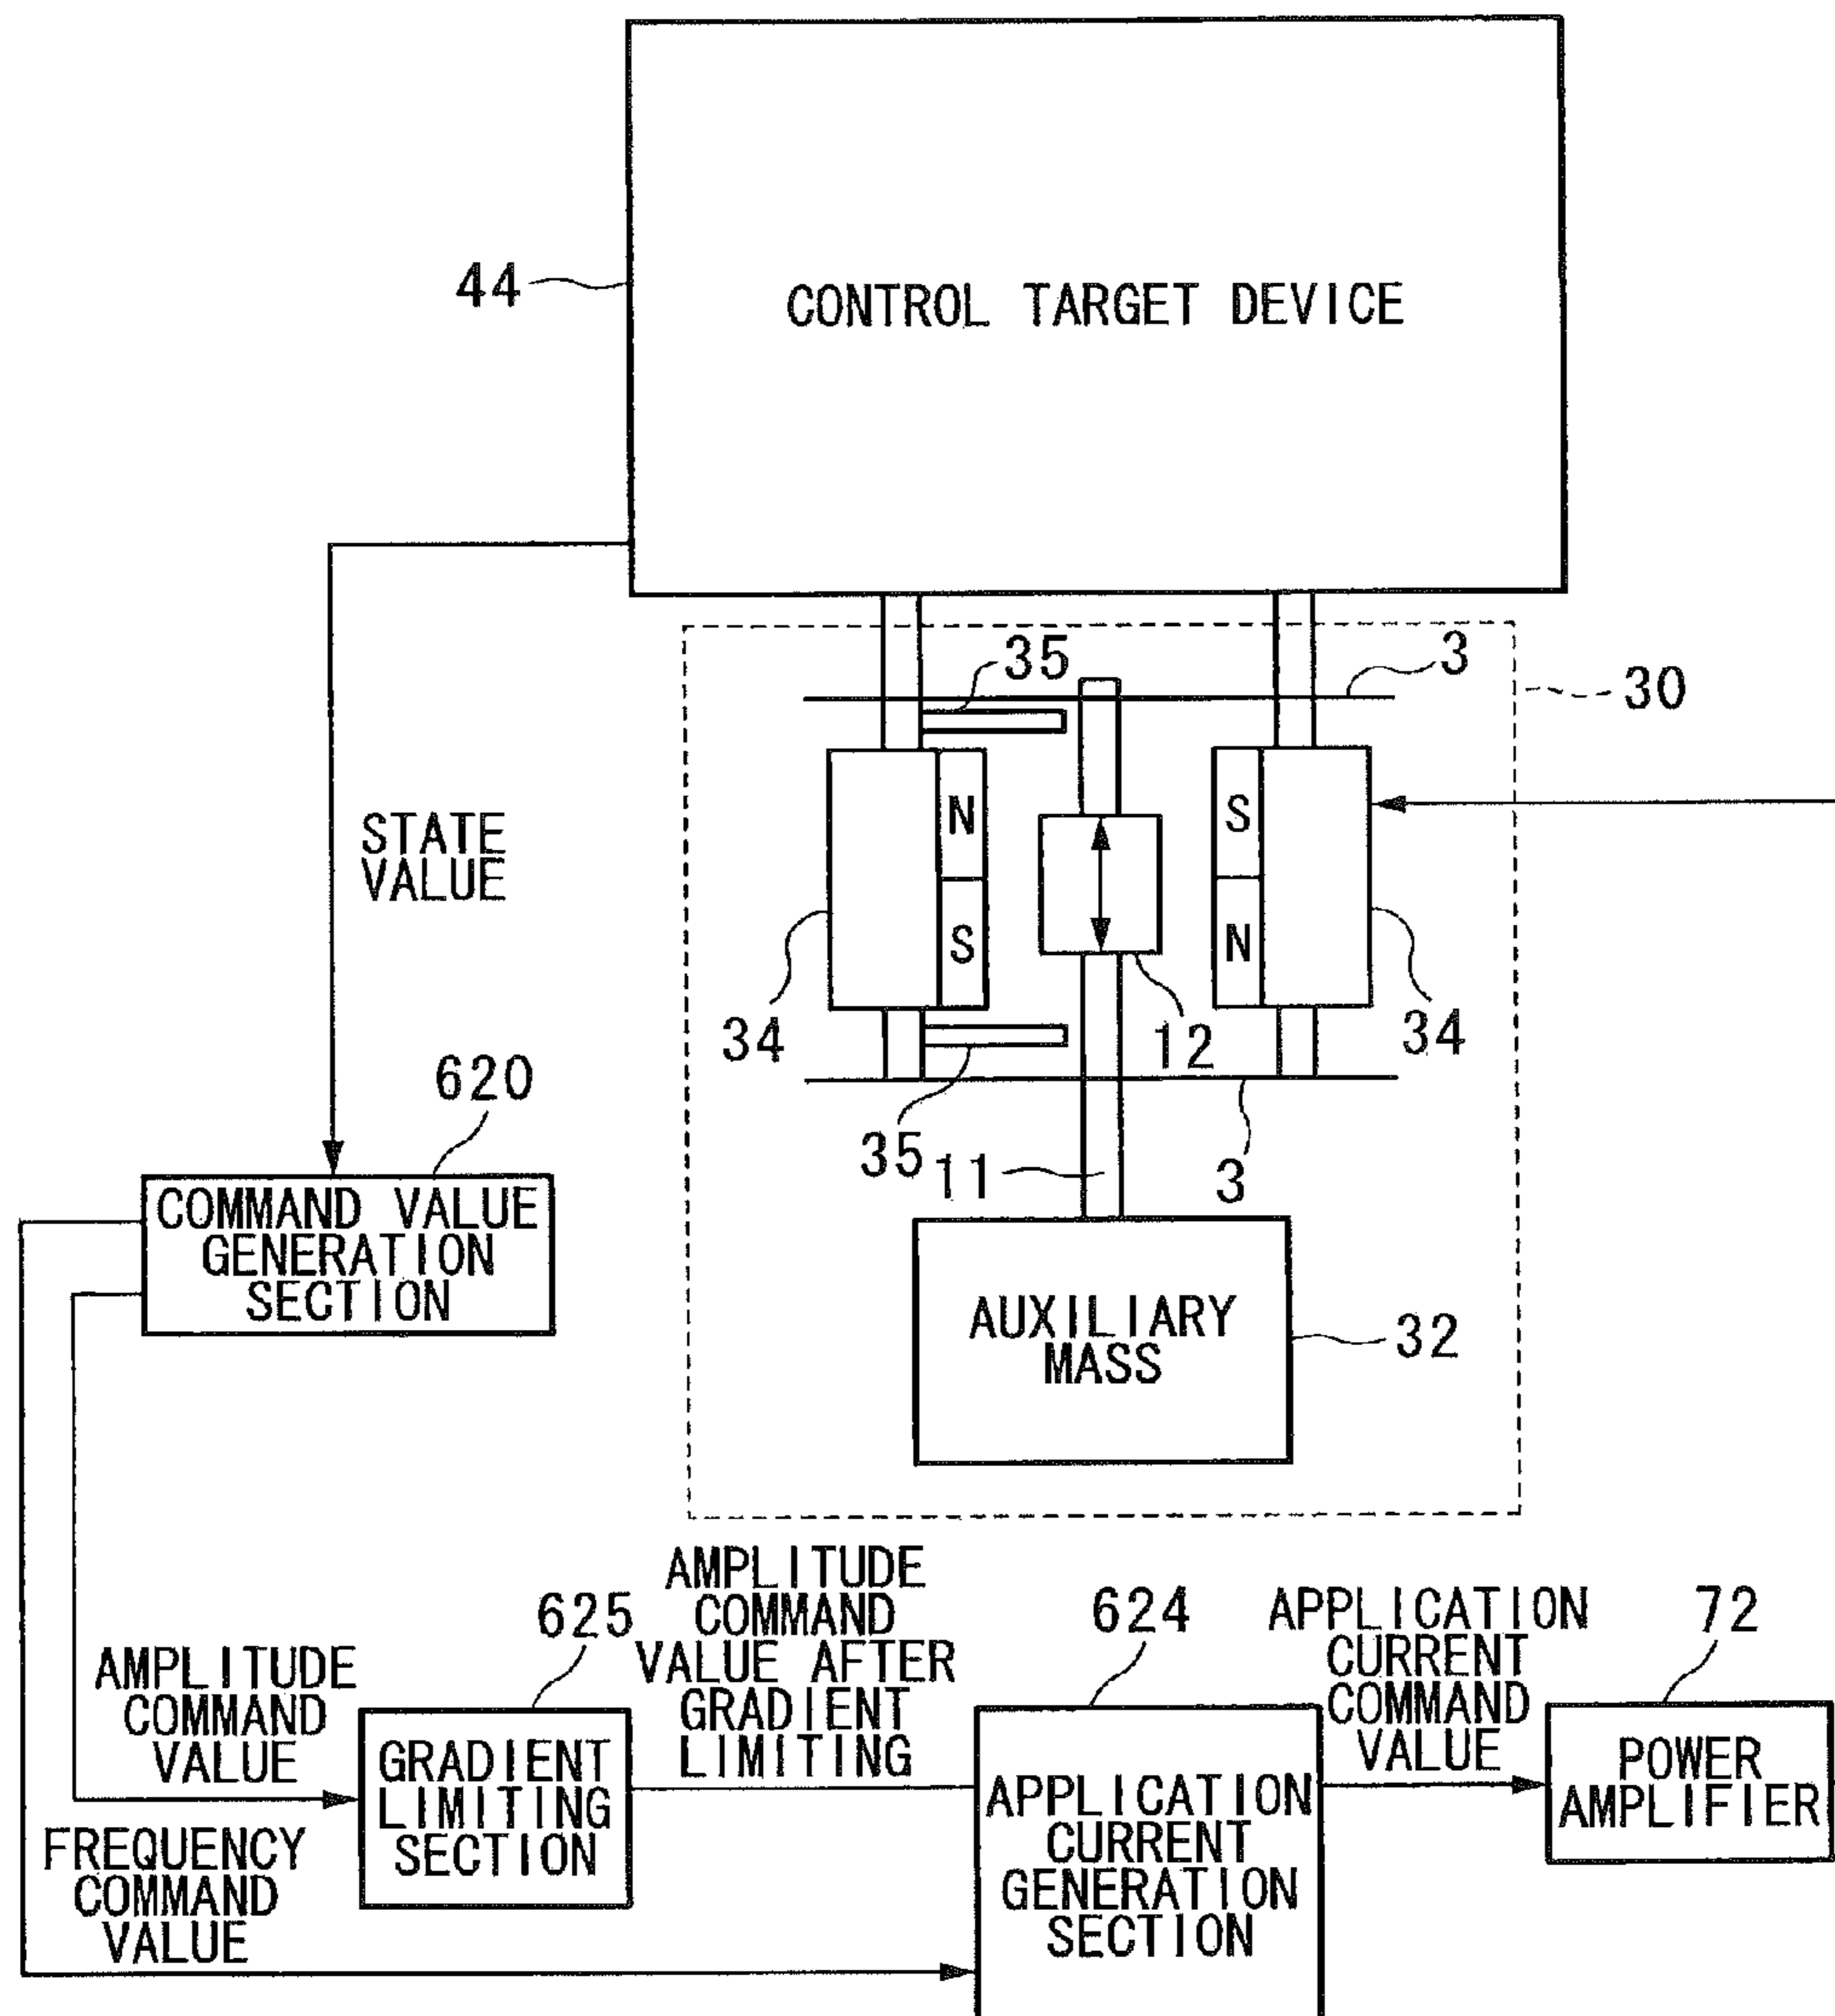 44
CONTROL TARGET DEVICE
35
3
30
STATE
VALUE
N
S
S
N
34
12
34
620
35
11
3
COMMAND VALUE
GENERATION
SECTION
AUXILIARY
MASS
32
AMPLITUDE
COMMAND
VALUE
625
AMPLITUDE
COMMAND
VALUE AFTER
GRADIENT
LIMITING
624
APPLICATION
CURRENT
COMMAND
VALUE
72
GRADIENT
LIMITING
SECTION
APPLICATION
CURRENT
GENERATION
SECTION
POWER
AMPLIFIER
FREQUENCY
COMMAND
VALUE